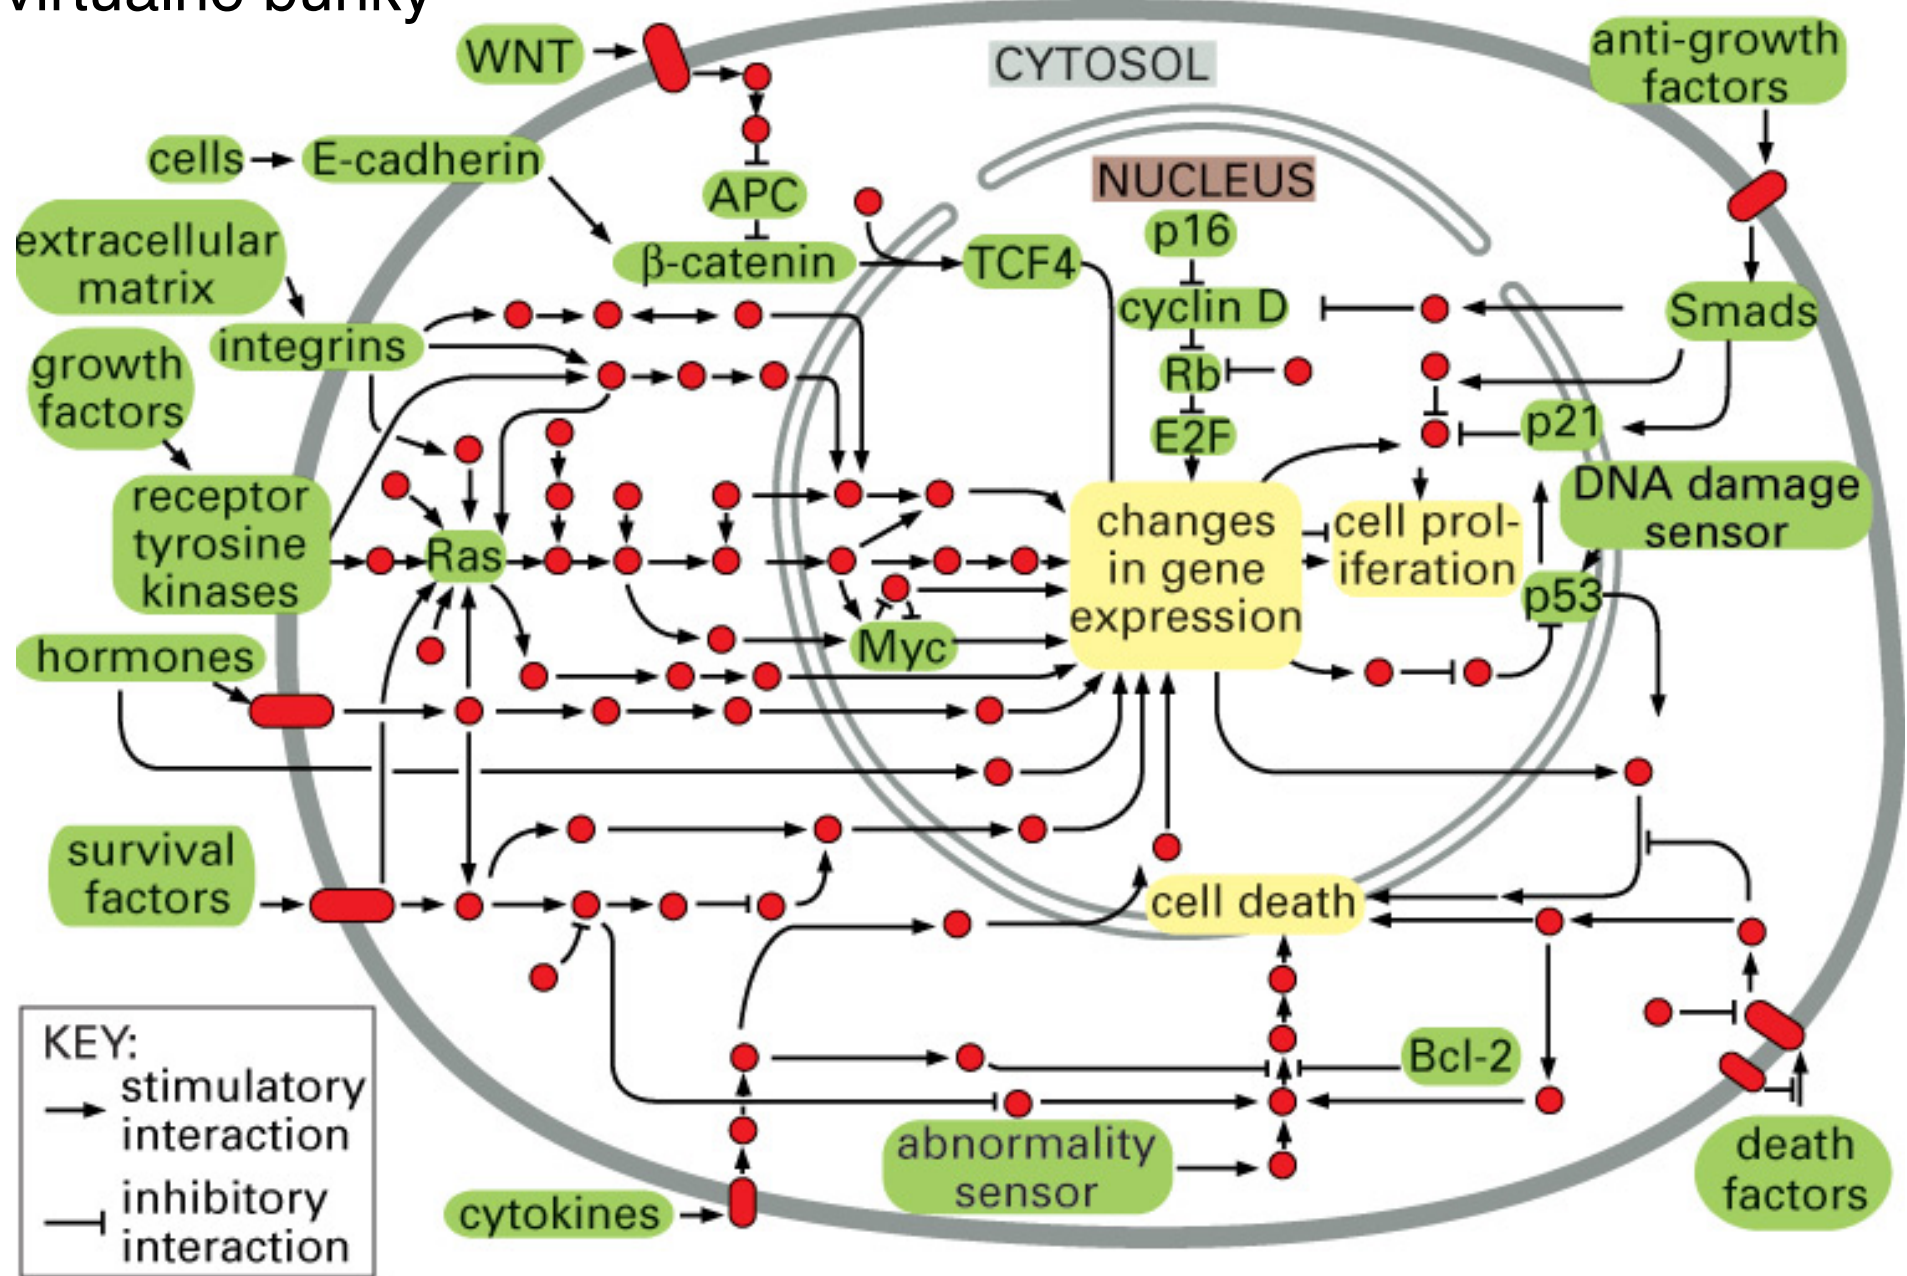 virtuálno bunky
WNT
CYTOSOL
anti-growth
factors
cells
E-cadherin
APC
NUCLEUS
extracellular
matrix
β-catenin
TCF4
p16
cyclin D
Smads
integrins
growth
factors
Rb
E2F
p21
receptor
tyrosine
kinases
Ras
changes
in gene
expression
cell prol-
iferation
DNA damage
sensor
p53
Myc
hormones
survival
factors
cell death
KEY:
stimulatory
interaction
inhibitory
interaction
Bcl-2
abnormality
sensor
cytokines
death
factors